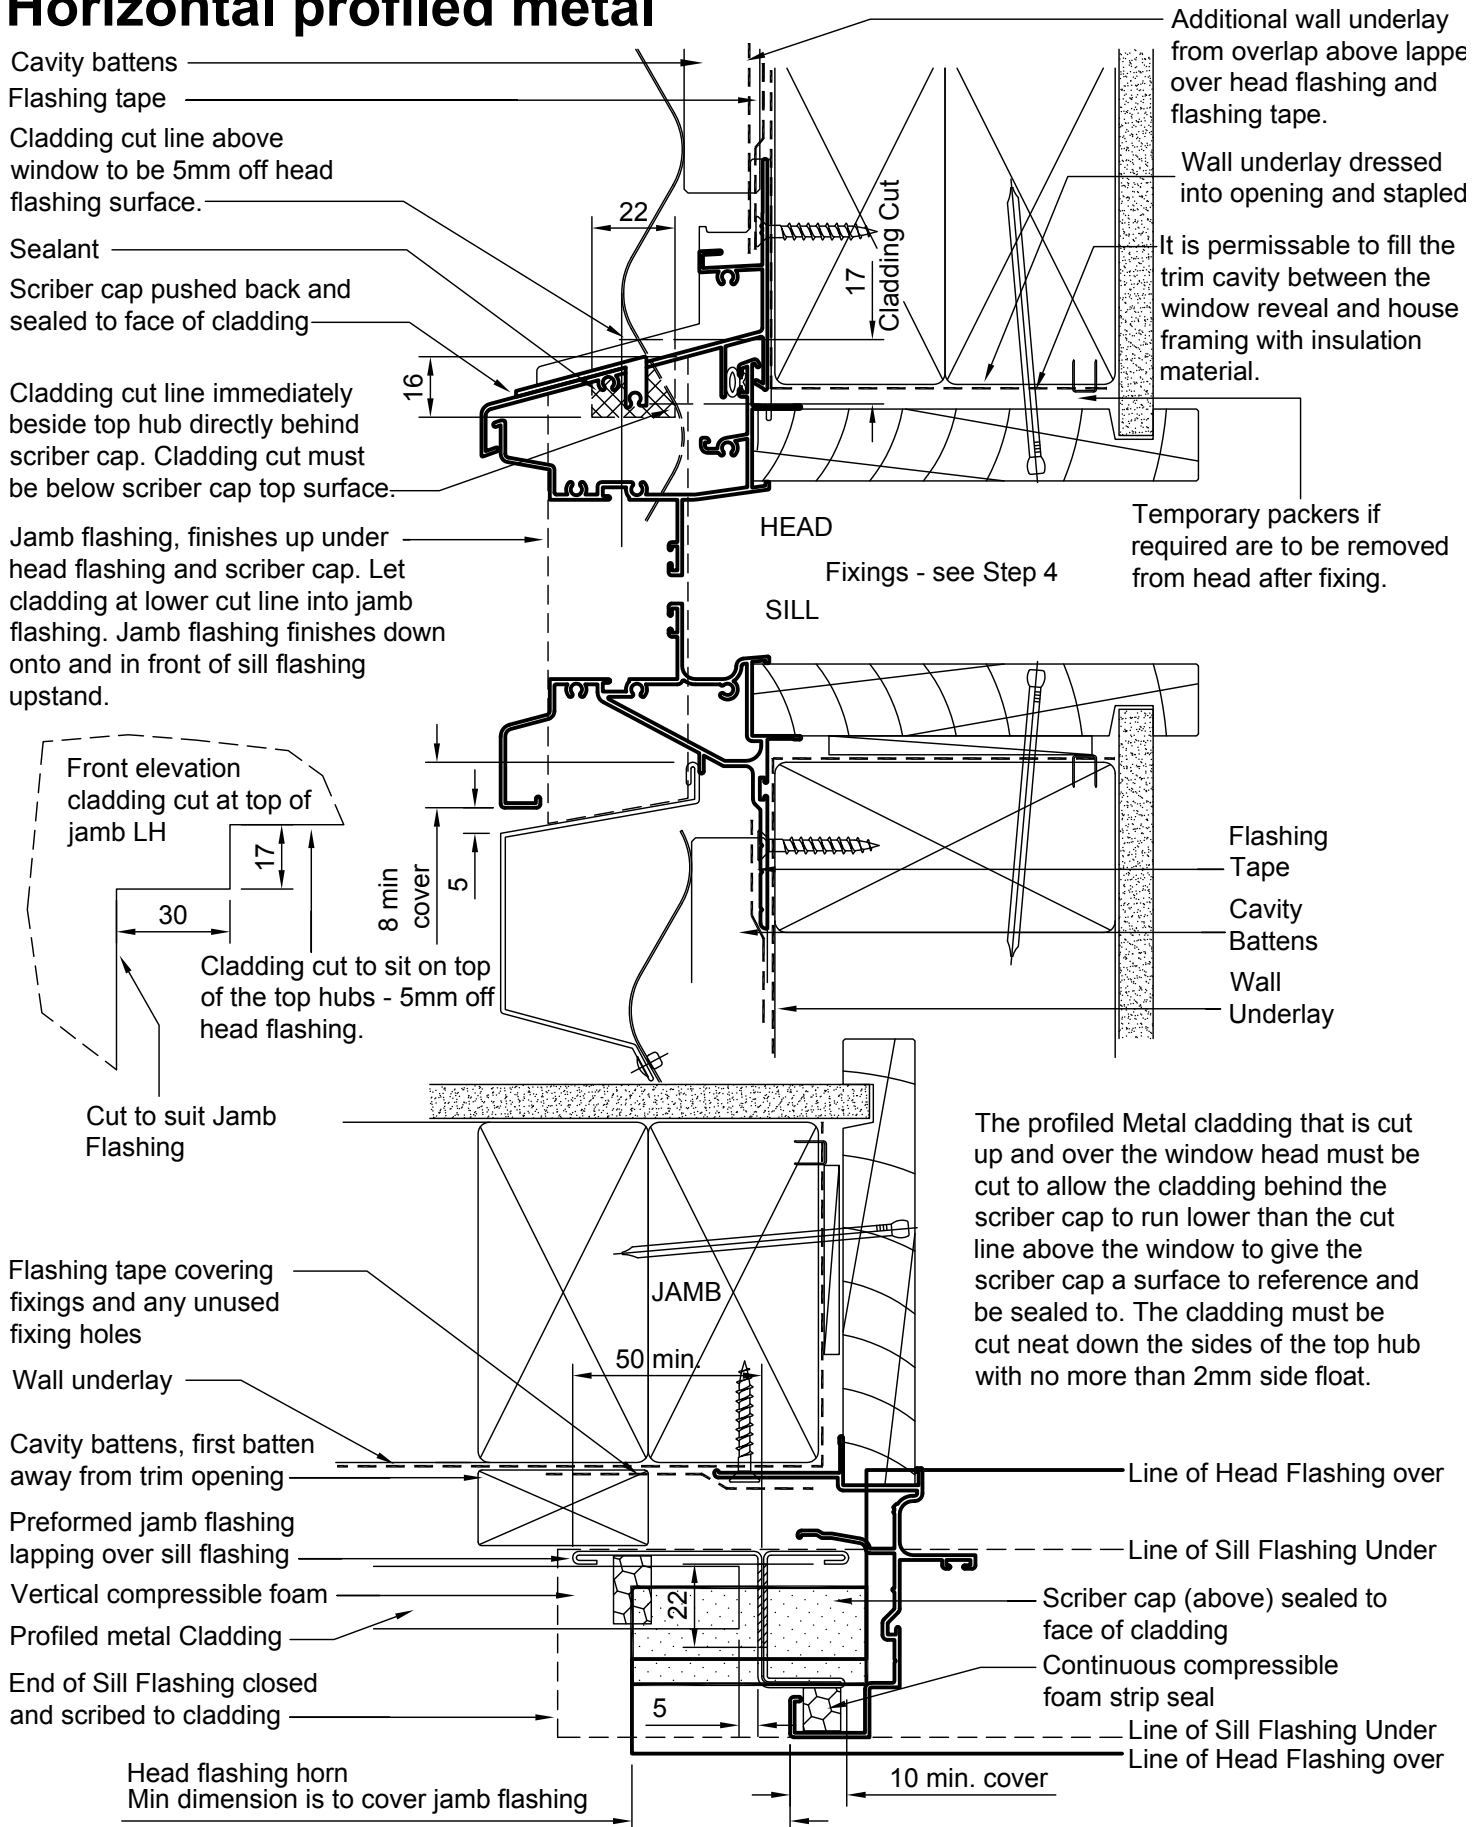 Horizontal profiled metal
Cavity battens
Flashing tape
Cladding cut line above
window to be 5mm off head
flashing surface.
Sealant
Scriber cap pushed back and
sealed to face of cladding
Cladding cut line immediately
beside top hub directly behind
scriber cap. Cladding cut must
be below scriber cap top surface.
Jamb flashing, finishes up under
head flashing and scriber cap. Let
cladding at lower cut line into jamb
flashing. Jamb flashing finishes down
onto and in front of sill flashing
upstand.
22
16
17
Cladding Cut
Additional wall underlay
from overlap above lappe
over head flashing and
flashing tape.
Wall underlay dressed
into opening and stapled
It is permissable to fill the
trim cavity between the
window reveal and house
framing with insulation
material.
Temporary packers if
required are to be removed
from head after fixing.
HEAD
Fixings - see Step 4
SILL
Front elevation
cladding cut at top of
jamb LH
17
30
8 min
cover
5
Cladding cut to sit on top
of the top hubs - 5mm off
head flashing.
Cut to suit Jamb
Flashing
Flashing
Tape
Cavity
Battens
Wall
Underlay
The profiled Metal cladding that is cut
up and over the window head must be
cut to allow the cladding behind the
scriber cap to run lower than the cut
line above the window to give the
scriber cap a surface to reference and
be sealed to. The cladding must be
cut neat down the sides of the top hub
with no more than 2mm side float.
Flashing tape covering
fixings and any unused
fixing holes
Wall underlay
Cavity battens, first batten
away from trim opening
Preformed jamb flashing
lapping over sill flashing
Vertical compressible foam
Profiled metal Cladding
End of Sill Flashing closed
and scribed to cladding
Head flashing horn
Min dimension is to cover jamb flashing
JAMB
50 min.
22
5
10 min. cover
Line of Head Flashing over
Line of Sill Flashing Under
Scriber cap (above) sealed to
face of cladding
Continuous compressible
foam strip seal
Line of Sill Flashing Under
Line of Head Flashing over